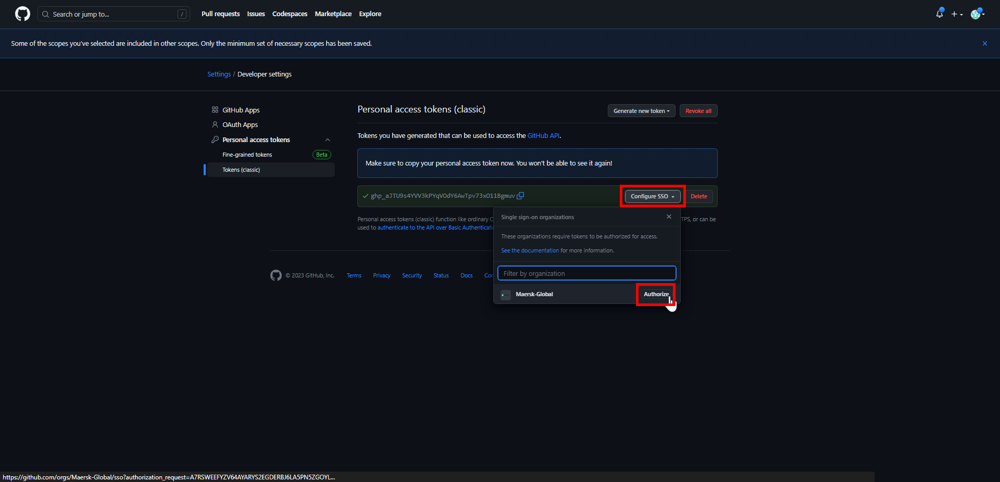 Search or jump to...
/
Pull requests
Issues
Codespaces
Marketplace
Explore
Some of the scopes you've selected are included in other scopes. Only the minimum set of necessary scopes has been saved.
Settings / Developer settings
GitHub Apps
OAuth Apps
Personal access tokens
Fine-grained tokens
Beta
Tokens (classic)
Personal access tokens (classic)
Generate new token
Revoke all
Tokens you have generated that can be used to access the GitHub API.
Make sure to copy your personal access token now. You won't be able to see it again!
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
Configure SSO
Delete
Personal access tokens (classic) function like ordinary
TPS, or can be
used to authenticate to the API over Basic
Single sign-on organizations
These organizations require tokens to be authorized for access.
See the documentation for more information.
Filter by organization
Maersk-Global
Authorize
© 2023 GitHub, Inc.
Terms
Privacy
Security
Status
Docs
https://github.com/orgs/Maersk-Global/sso?authorization_request=A7RSWEEFYZV64AYARYS2EGDERBJ6LA5PN5ZGOYL...